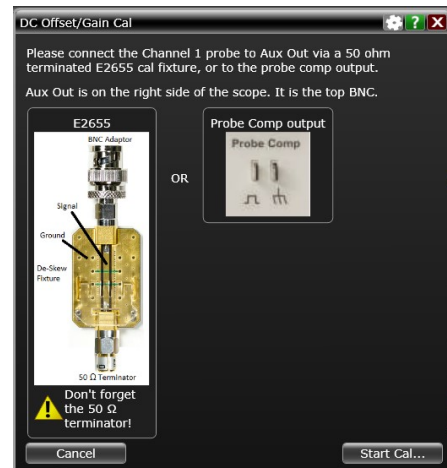 DC Offset/Gain Cal
?
X
Please connect the Channel 1 probe to Aux Out via a 50 ohm
terminated E2655 cal fixture, or to the probe comp output.
Aux Out is on the right side of the scope. It is the top BNC.
E2655
BNC Adaptor
Signal
Ground
De-Skew
Fixture
50 Ω Terminator
Don't forget
the 50 Ω
terminator!
OR
Probe Comp output
Probe Comp
Cancel
Start Cal...